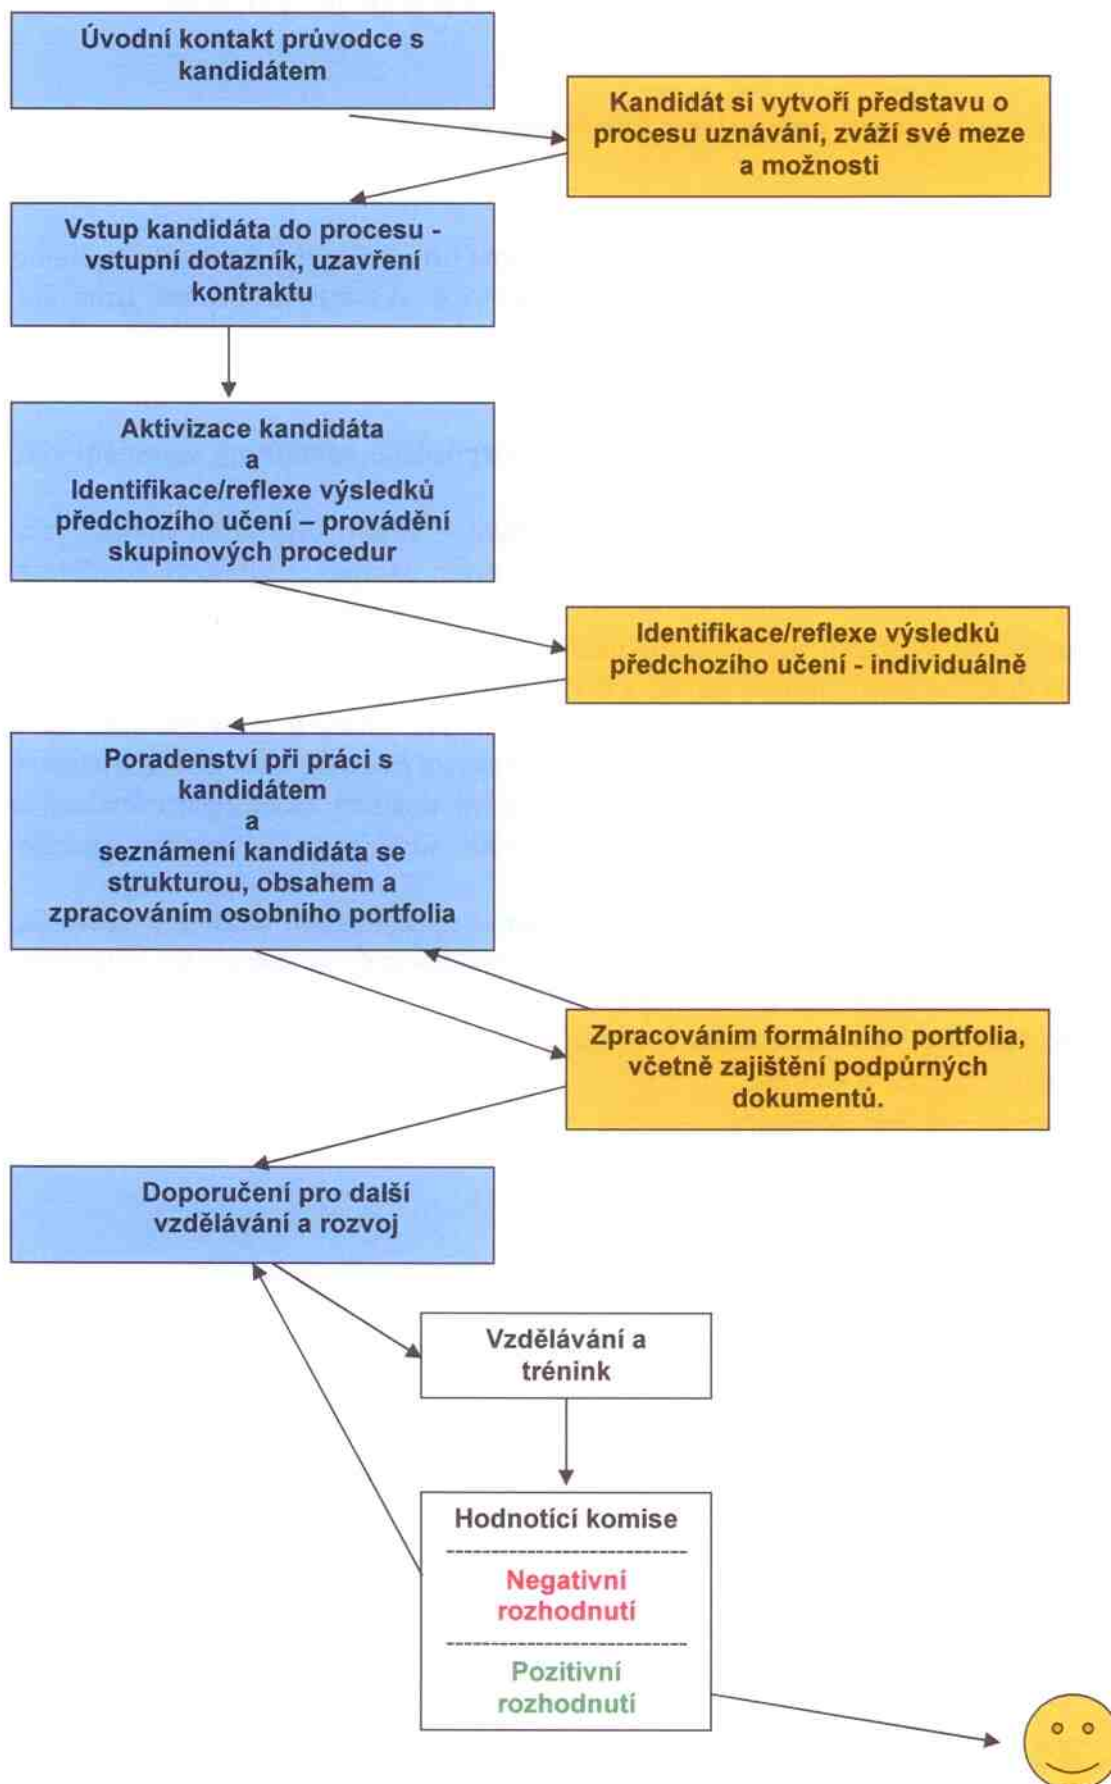 Úvodní kontakt průvodce s
kandidátem
Kandidát si vytvoří představu o
procesu uznávání, zváží své meze
a možnosti
Vstup kandidáta do procesu -
vstupní dotazník, uzavření
kontraktu
Aktivizace kandidáta
a
Identifikace/reflexe výsledků
předchozího učení – provádění
skupinových procedur
Identifikace/reflexe výsledků
předchozího učení - individuálně
Poradenství při práci s
kandidátem
a
seznámení kandidáta se
strukturou, obsahem a
zpracováním osobního portfolia
Zpracováním formálního portfolia,
včetně zajištění podpůrných
dokumentů.
Doporučení pro další
vzdělávání a rozvoj
Vzdělávání a
trénink
Hodnotící komise
Negativní
rozhodnutí
Pozitivní
rozhodnutí